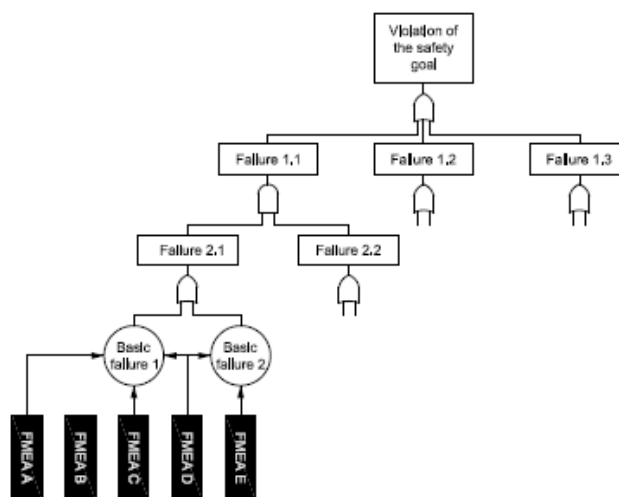 Violation of
the safety
goal
Failure 1.1
Failure 1.2
Failure 1.3
Failure 2.1
Failure 2.2
Basic
failure 1
Basic
failure 2
FMEA A
FMEA B
FMEA C
FMEA D
FMEA E